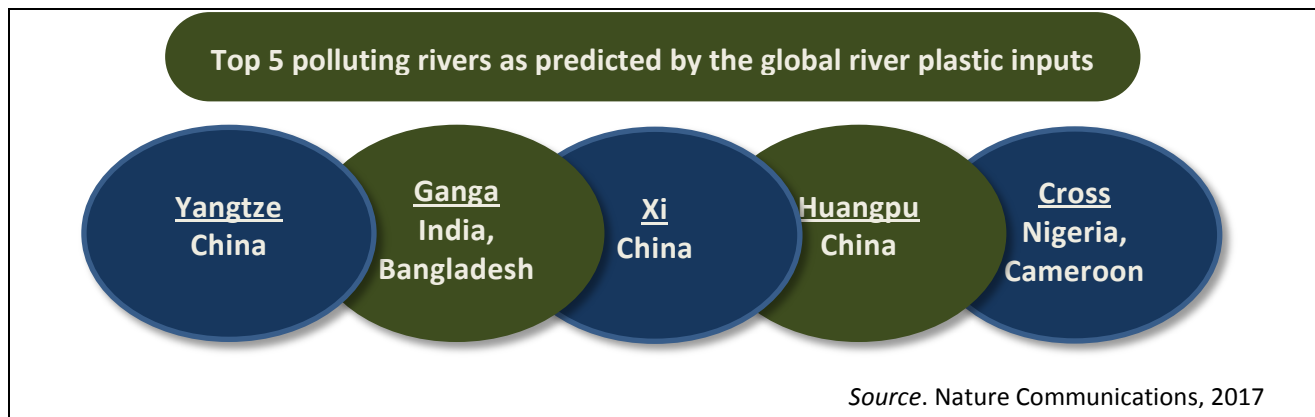 Top 5 polluting rivers as predicted by the global river plastic inputs
Yangtze
China
Ganga
India,
Bangladesh
Xi
China
Huangpu
China
Cross
Nigeria,
Cameroon
Source. Nature Communications, 2017